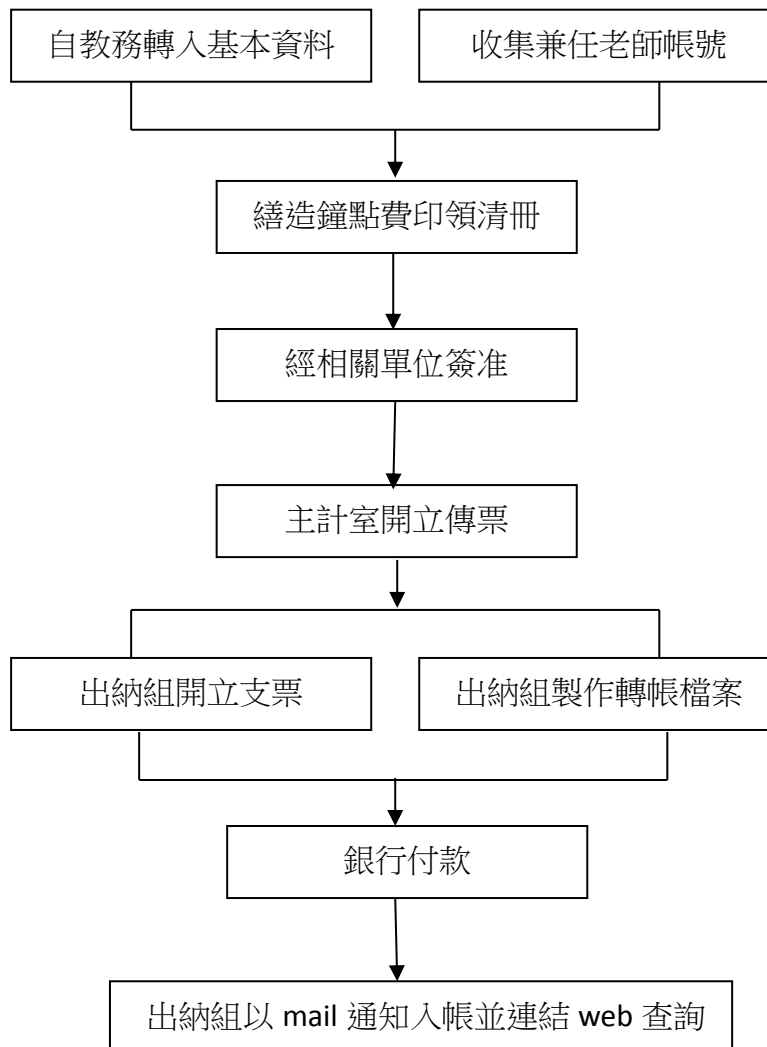 自教務轉入基本資料
收集兼任老師帳號
繕造鐘點費印領清冊
經相關單位簽准
主計室開立傳票
出納組開立支票
出納組製作轉帳檔案
銀行付款
出納組以 mail 通知入帳並連結 web 查詢